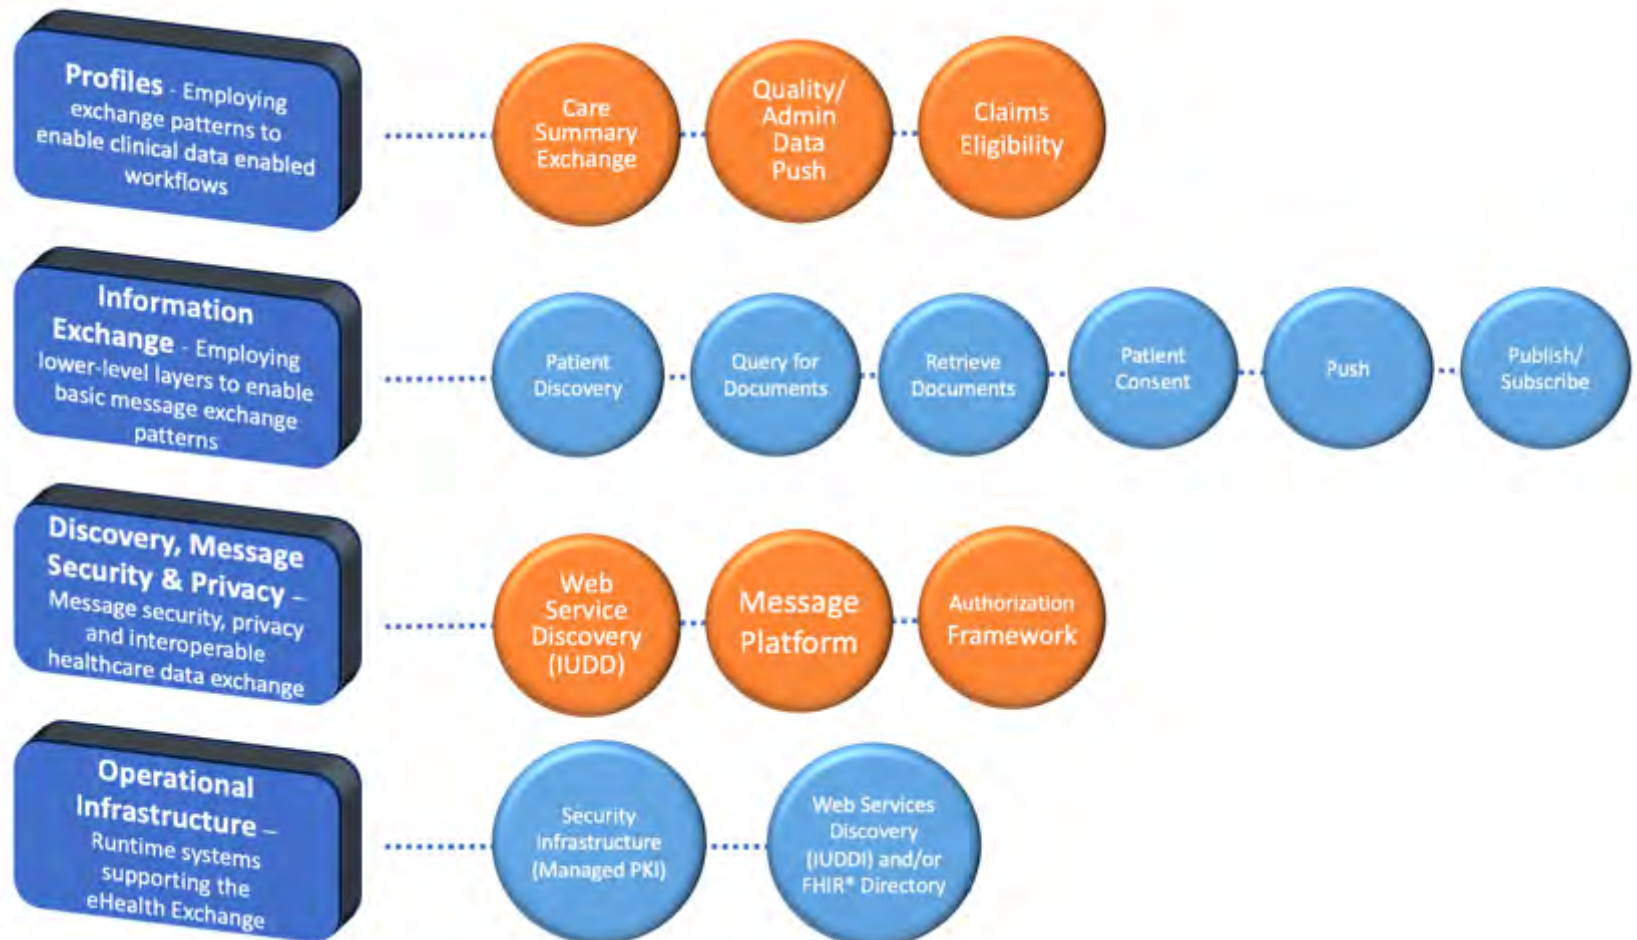 Profiles - Employing
exchange patterns to
enable clinical data enabled
workflows
Care
Summary
Exchange
Quality/
Admin
Data
Push
Claims
Eligibility
Information
Exchange - Employing
lower-level layers to enable
basic message exchange
patterns
Patient
Discovery
Query for
Documents
Retrieve
Documents
Patient
Consent
Push
Publish/
Subscribe
Discovery, Message
Security & Privacy –
Message security, privacy
and interoperable
healthcare data exchange
Web
Service
Discovery
(IUDD)
Message
Platform
Authorization
Framework
Operational
Infrastructure –
Runtime systems
supporting the
eHealth Exchange
Security
Infrastructure
(Managed PKI)
Web Services
Discovery
(IUDDI) and/or
FHIR® Directory